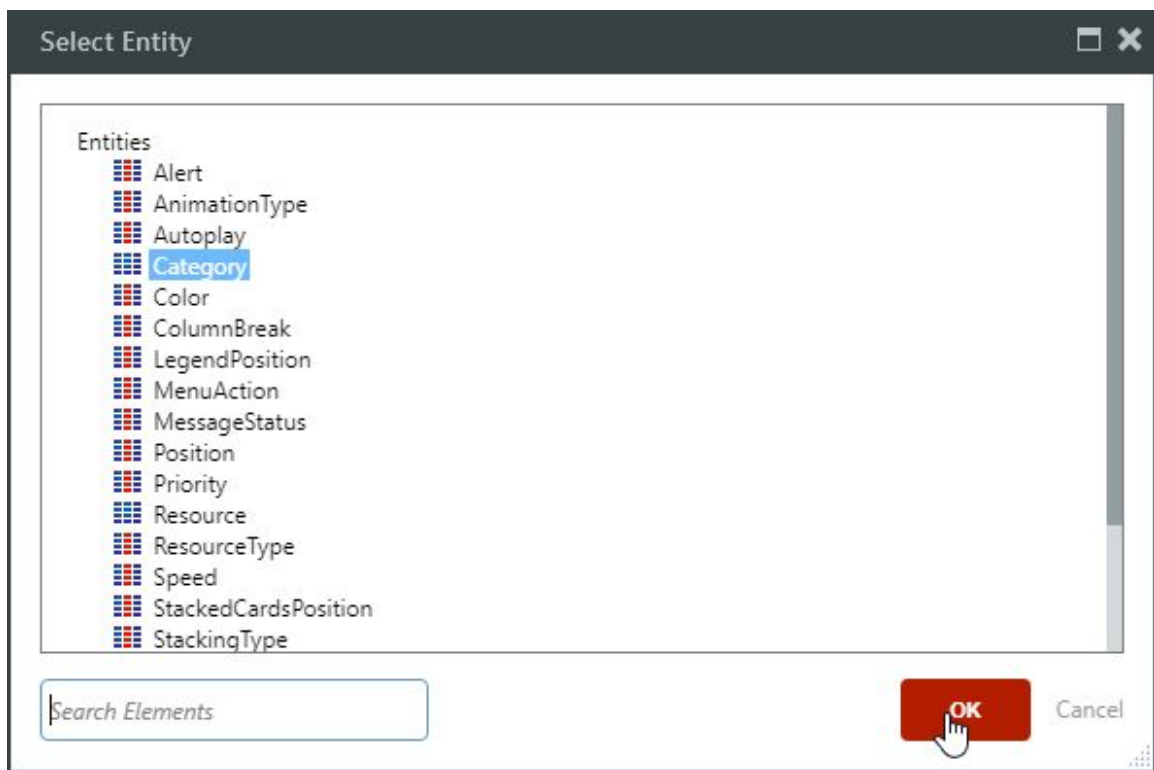 Select Entity
Entities
Alert
AnimationType
Autoplay
Category
Color
ColumnBreak
LegendPosition
MenuAction
MessageStatus
Position
Priority
Resource
ResourceType
Speed
StackedCardsPosition
StackingType
Search Elements
OK
Cancel